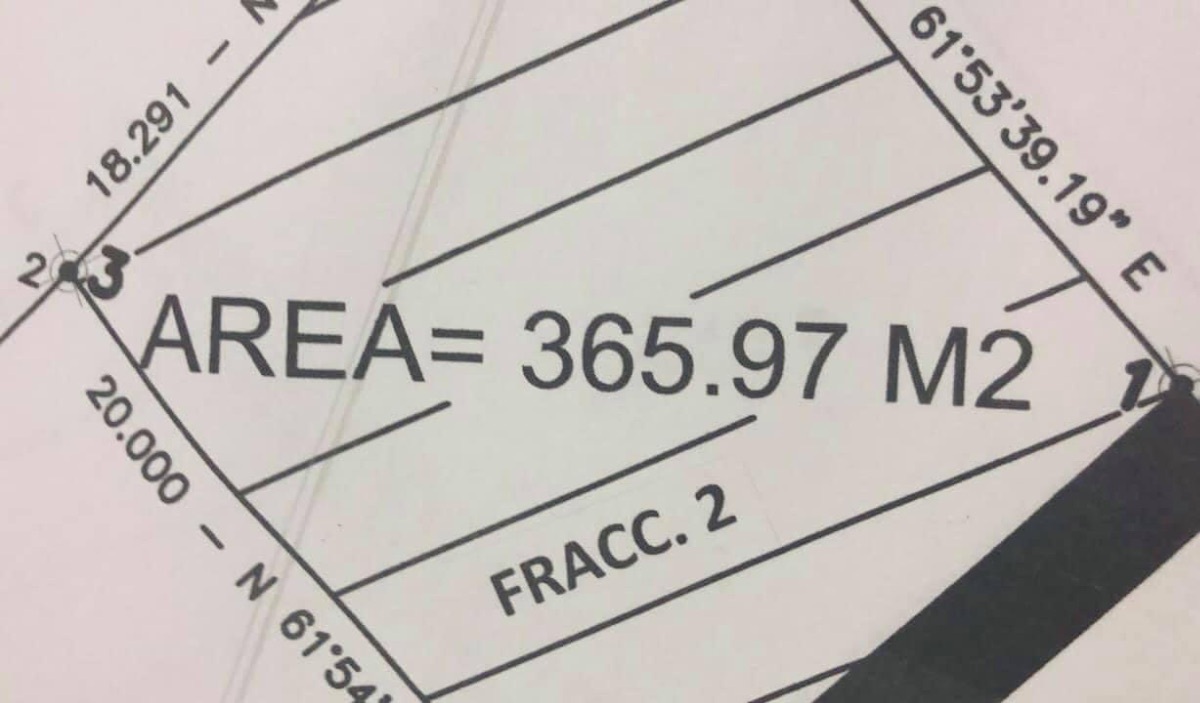 18.291 – N
61°53'39.19" E
2
3
AREA= 365.97 M2
1
20.000 – N 61°54'
FRACC. 2